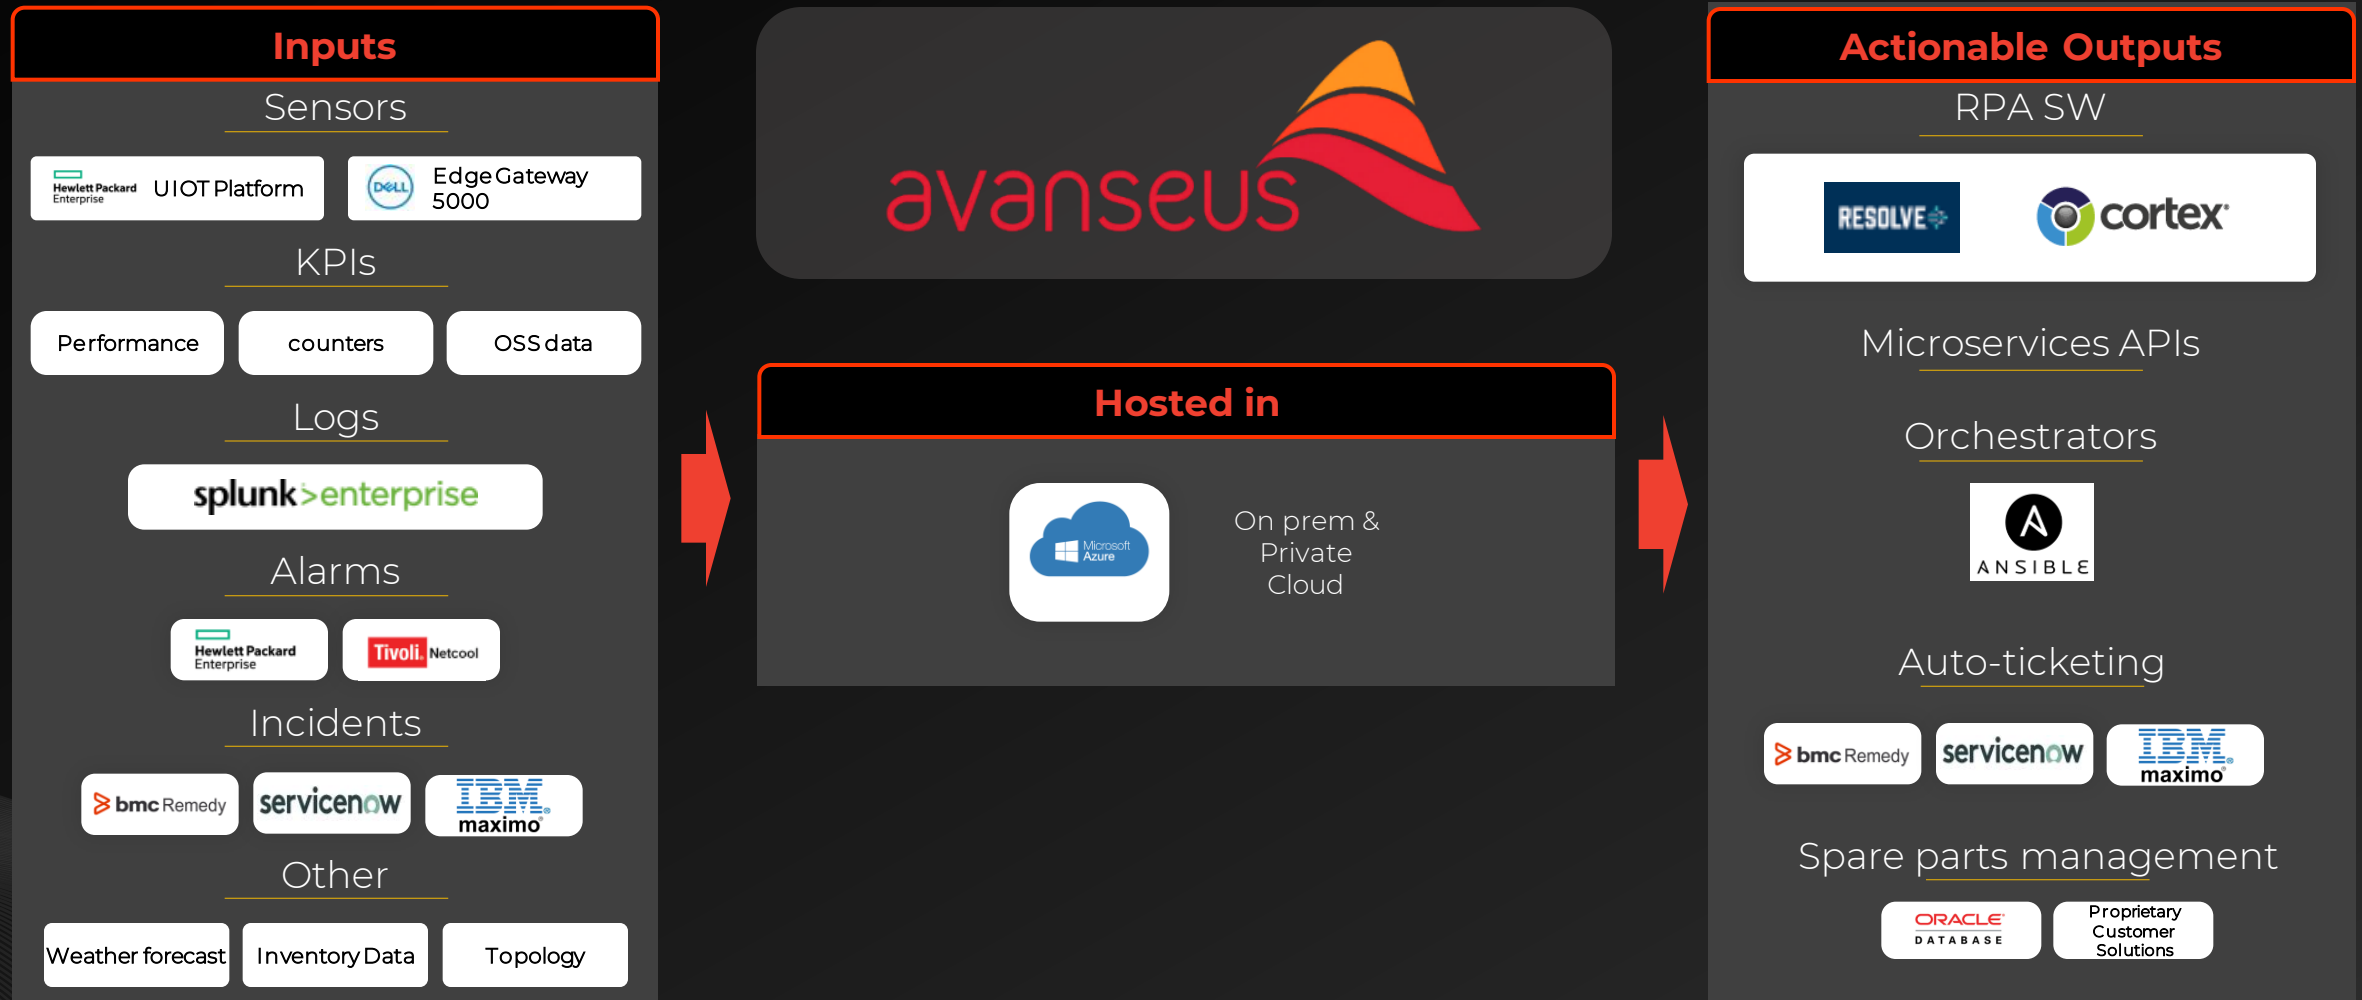 Inputs
Sensors
Hewlett Packard
Enterprise
UIOT Platform
DELL
Edge Gateway
5000
KPIs
Performance
counters
OSS data
Logs
splunk>enterprise
Alarms
Hewlett Packard
Enterprise
Tivoli. Netcool
Incidents
bmc Remedy
servicenow
IBM®
maximo®
Other
Weather forecast
Inventory Data
Topology
avanseus
Hosted in
Microsoft
Azure
On prem &
Private
Cloud
Actionable Outputs
RPA SW
RESOLVE
cortex®
Microservices APIs
Orchestrators
A
ANSIBLE
Auto-ticketing
bmc Remedy
servicenow
IBM®
maximo®
Spare parts management
ORACLE®
DATABASE
Proprietary
Customer
Solutions